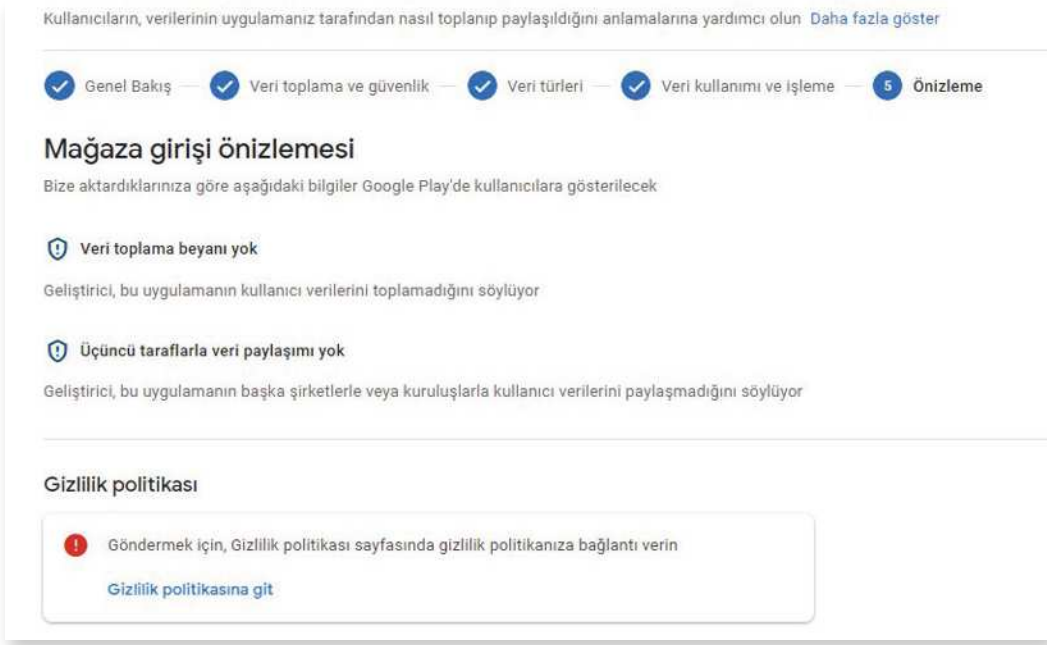 Kullanıcıların, verilerinin uygulamanız tarafından nasıl toplanıp paylaşıldığını anlamalarına yardımcı olun Daha fazla göster
Genel Bakış Veri toplama ve güvenlik Veri türleri Veri kullanımı ve işleme 5 Önizleme
Mağaza girişi önizlemesi
Bize aktardıklarınıza göre aşağıdaki bilgiler Google Play'de kullanıcılara gösterilecek
Veri toplama beyanı yok
Geliştirici, bu uygulamanın kullanıcı verilerini toplamadığını söylüyor
Üçüncü taraflarla veri paylaşımı yok
Geliştirici, bu uygulamanın başka şirketlerle veya kuruluşlarla kullanıcı verilerini paylaşmadığını söylüyor
Gizlilik politikası
Göndermek için, Gizlilik politikası sayfasında gizlilik politikanıza bağlantı verin
Gizlilik politikasına git